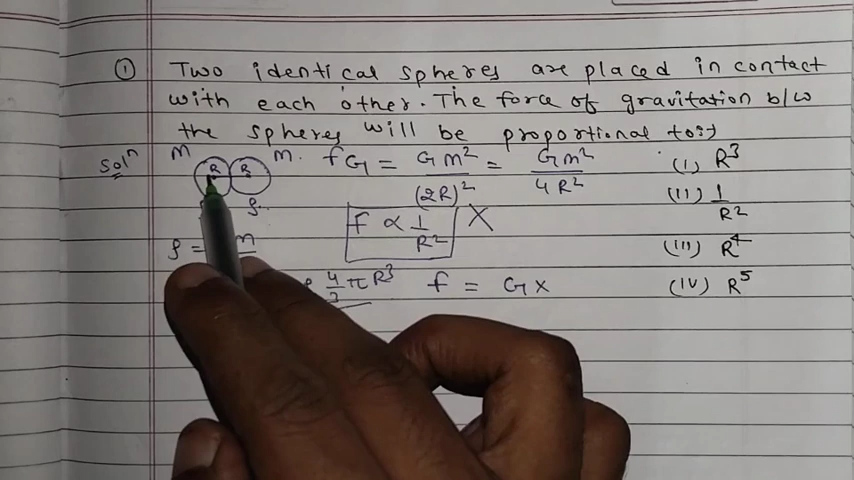 ① Two identical spheres are placed in contact
with each other. The force of gravitation b/w
the spheres will be proportional to:→
Solⁿ m R R m. fG = Gm² / (2R)² = Gm² / 4R² (i) R³
ρ.. f ∝ 1/R² X (ii) 1/R²
ρ = m (iii) R⁴
4/3 πR³ f = G× (iv) R⁵